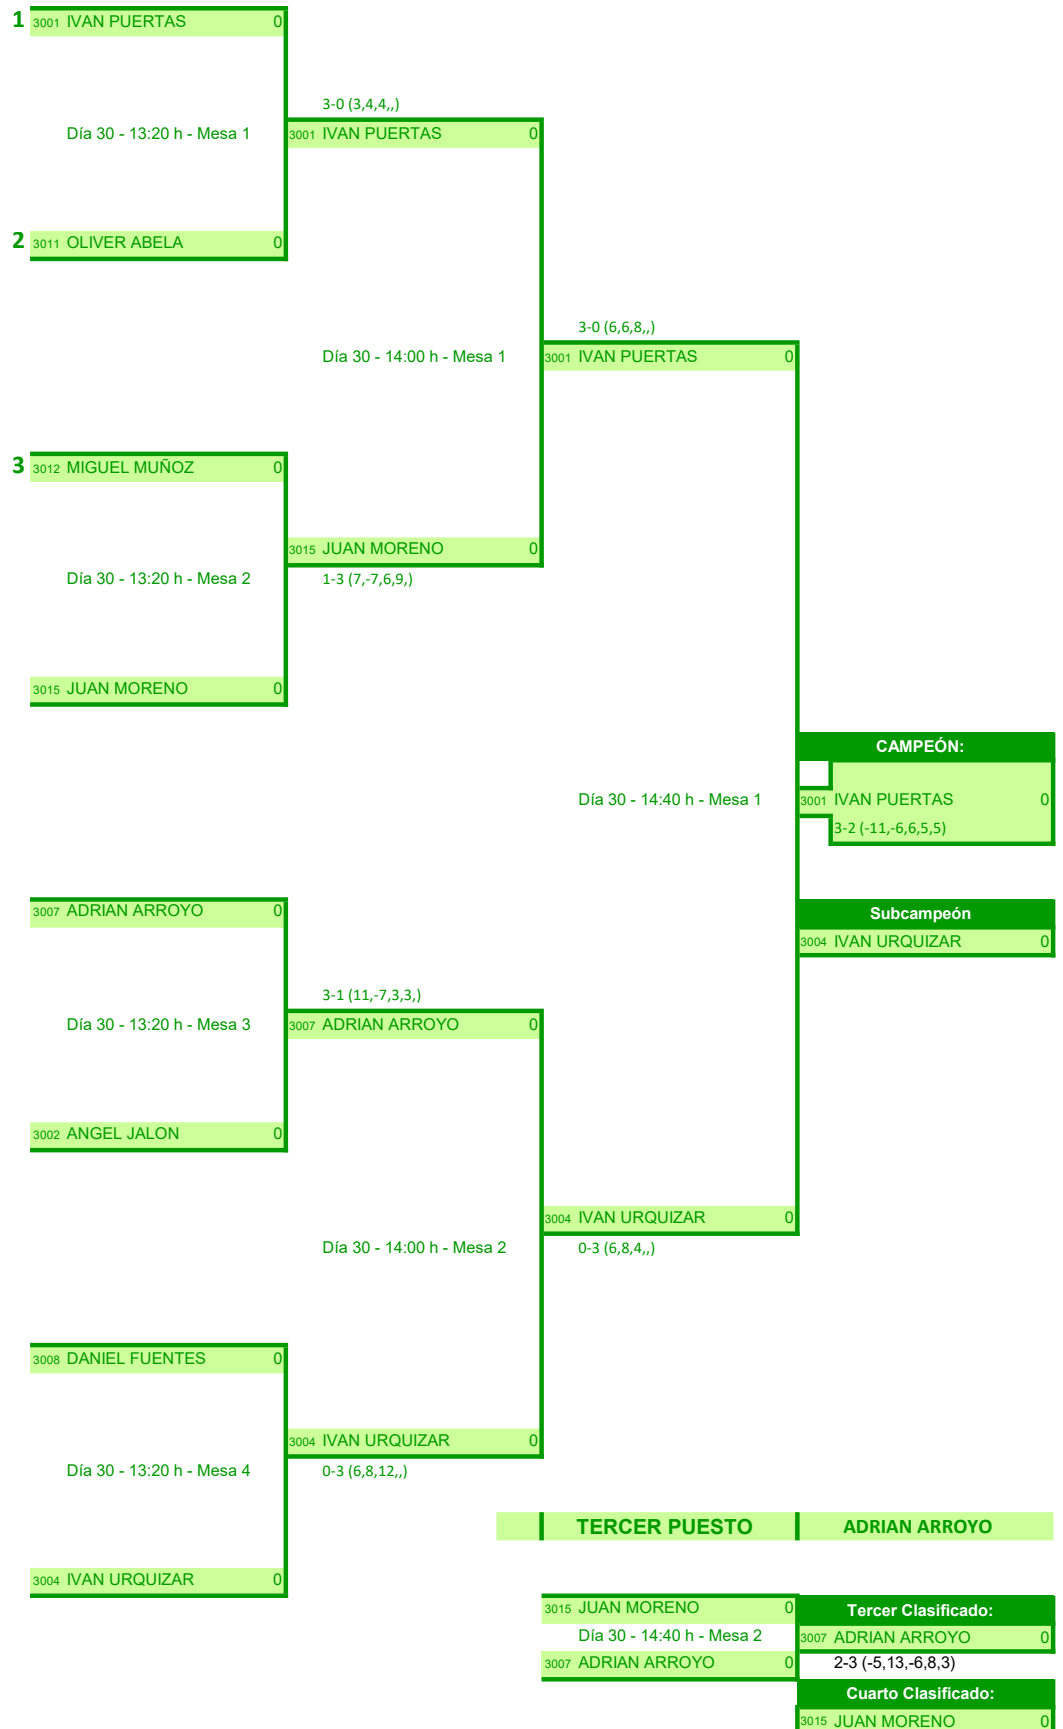 1 3001 IVAN PUERTAS 0
3-0 (3,4,4,,)
Día 30 - 13:20 h - Mesa 1
3001 IVAN PUERTAS 0
2 3011 OLIVER ABELA 0
3-0 (6,6,8,,)
Día 30 - 14:00 h - Mesa 1
3001 IVAN PUERTAS 0
3 3012 MIGUEL MUÑOZ 0
3015 JUAN MORENO 0
Día 30 - 13:20 h - Mesa 2
1-3 (7,-7,6,9,)
3015 JUAN MORENO 0
CAMPEÓN:
Día 30 - 14:40 h - Mesa 1
3001 IVAN PUERTAS 0
3-2 (-11,-6,6,5,5)
3007 ADRIAN ARROYO 0
Subcampeón
3004 IVAN URQUIZAR 0
3-1 (11,-7,3,3,)
Día 30 - 13:20 h - Mesa 3
3007 ADRIAN ARROYO 0
3002 ANGEL JALON 0
3004 IVAN URQUIZAR 0
Día 30 - 14:00 h - Mesa 2
0-3 (6,8,4,,)
3008 DANIEL FUENTES 0
3004 IVAN URQUIZAR 0
Día 30 - 13:20 h - Mesa 4
0-3 (6,8,12,,)
TERCER PUESTO
ADRIAN ARROYO
3004 IVAN URQUIZAR 0
3015 JUAN MORENO 0
Tercer Clasificado:
Día 30 - 14:40 h - Mesa 2
3007 ADRIAN ARROYO 0
3007 ADRIAN ARROYO 0
2-3 (-5,13,-6,8,3)
Cuarto Clasificado:
3015 JUAN MORENO 0